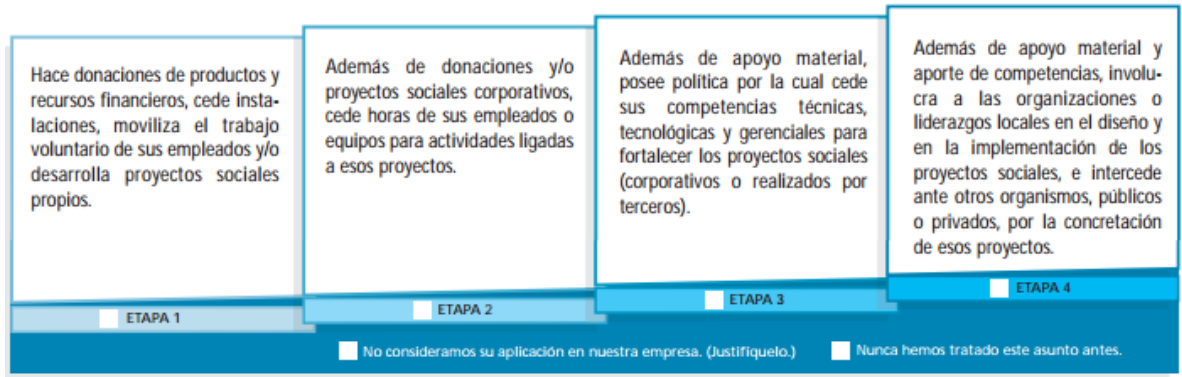 Hace donaciones de productos y
recursos financieros, cede insta-
laciones, moviliza el trabajo
voluntario de sus empleados y/o
desarrolla proyectos sociales
propios.
ETAPA 1
Además de donaciones y/o
proyectos sociales corporativos,
cede horas de sus empleados o
equipos para actividades ligadas
a esos proyectos.
ETAPA 2
Además de apoyo material,
posee política por la cual cede
sus competencias técnicas,
tecnológicas y gerenciales para
fortalecer los proyectos sociales
(corporativos o realizados por
terceros).
ETAPA 3
Además de apoyo material y
aporte de competencias, involu-
cra a las organizaciones o
liderazgos locales en el diseño y
en la implementación de los
proyectos sociales, e intercede
ante otros organismos, públicos
o privados, por la concretación
de esos proyectos.
ETAPA 4
No consideramos su aplicación en nuestra empresa. (Justifíquelo.)
Nunca hemos tratado este asunto antes.